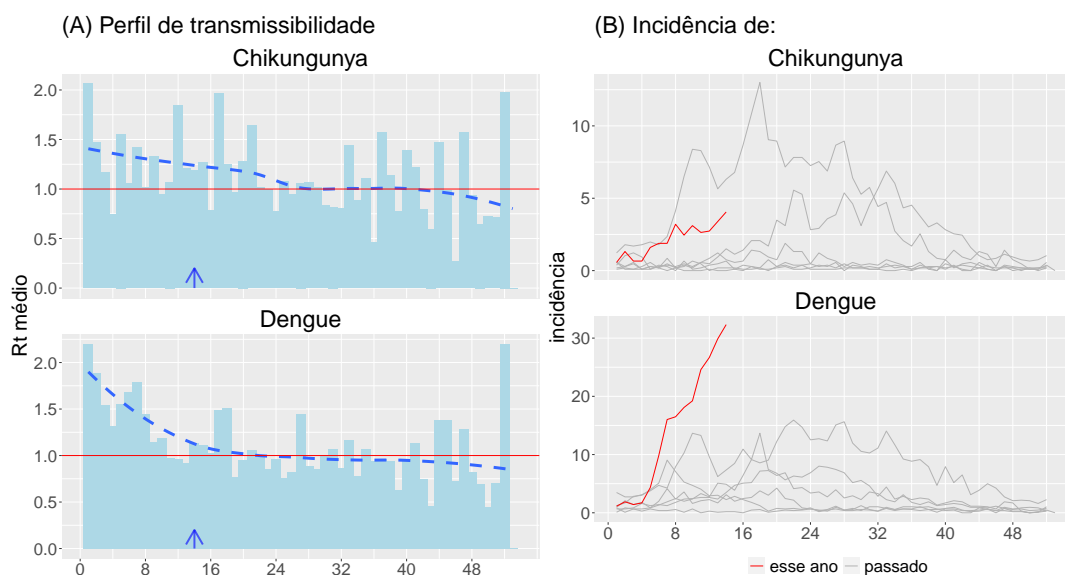 (A) Perfil de transmissibilidade
Chikungunya
2.0
1.5
1.0
0.5
0.0
Dengue
2.0
1.5
1.0
0.5
0.0
0 8 16 24 32 40 48
Rt médio
(B) Incidência de:
Chikungunya
10
5
0
Dengue
30
20
10
0
0 8 16 24 32 40 48
incidência
esse ano passado